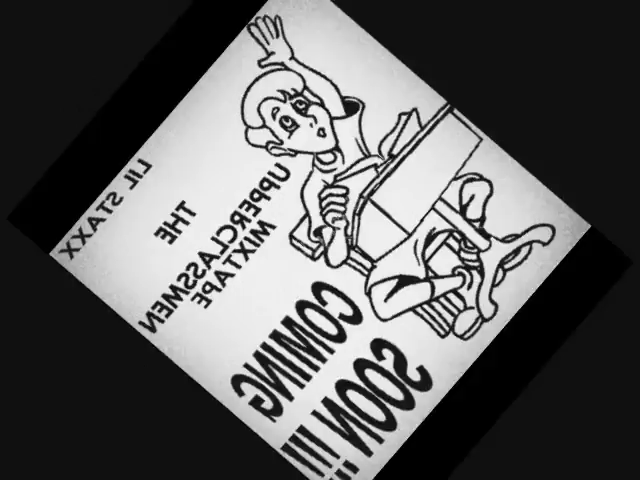 LIL STAXX
THE
UPPERCLASSMEN
MIXTAPE
COMING
SOON !!!